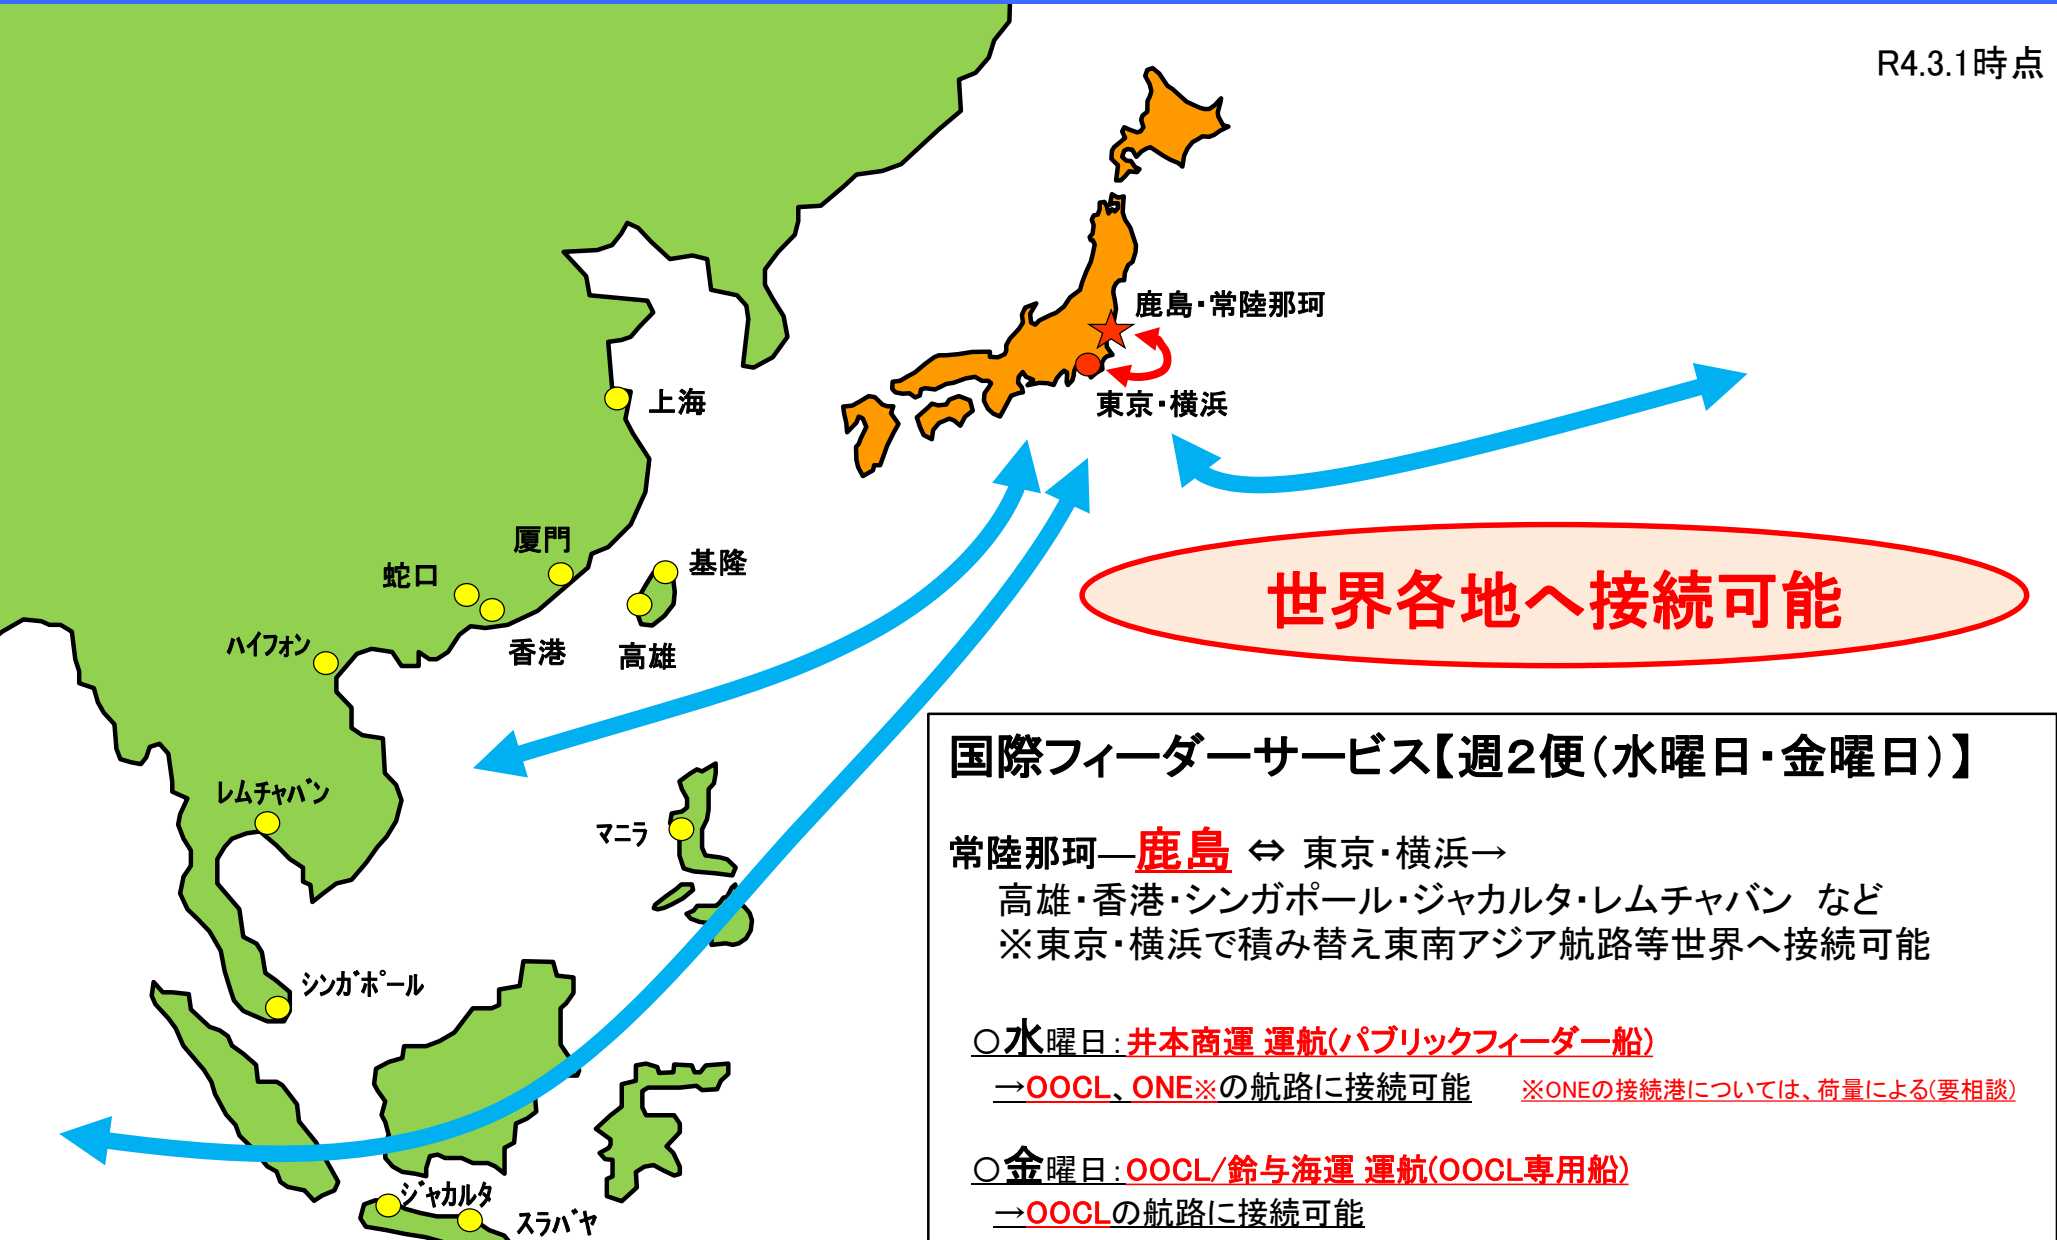 R4.3.1時点
鹿島・常陸那珂
東京・横浜
上海
厦門
基隆
蛇口
香港
高雄
ハイフォン
世界各地へ接続可能
レムチャバン
マニラ
シンガポール
ジャカルタ
スラバヤ
国際フィーダーサービス【週2便(水曜日・金曜日)】
常陸那珂―鹿島 ⇔ 東京・横浜→
高雄・香港・シンガポール・ジャカルタ・レムチャバン など
※東京・横浜で積み替え東南アジア航路等世界へ接続可能
○水曜日：井本商運 運航(パブリックフィーダー船)
→OOCL、ONE※の航路に接続可能 ※ONEの接続港については、荷量による(要相談)
○金曜日：OOCL/鈴与海運 運航(OOCL専用船)
→OOCLの航路に接続可能